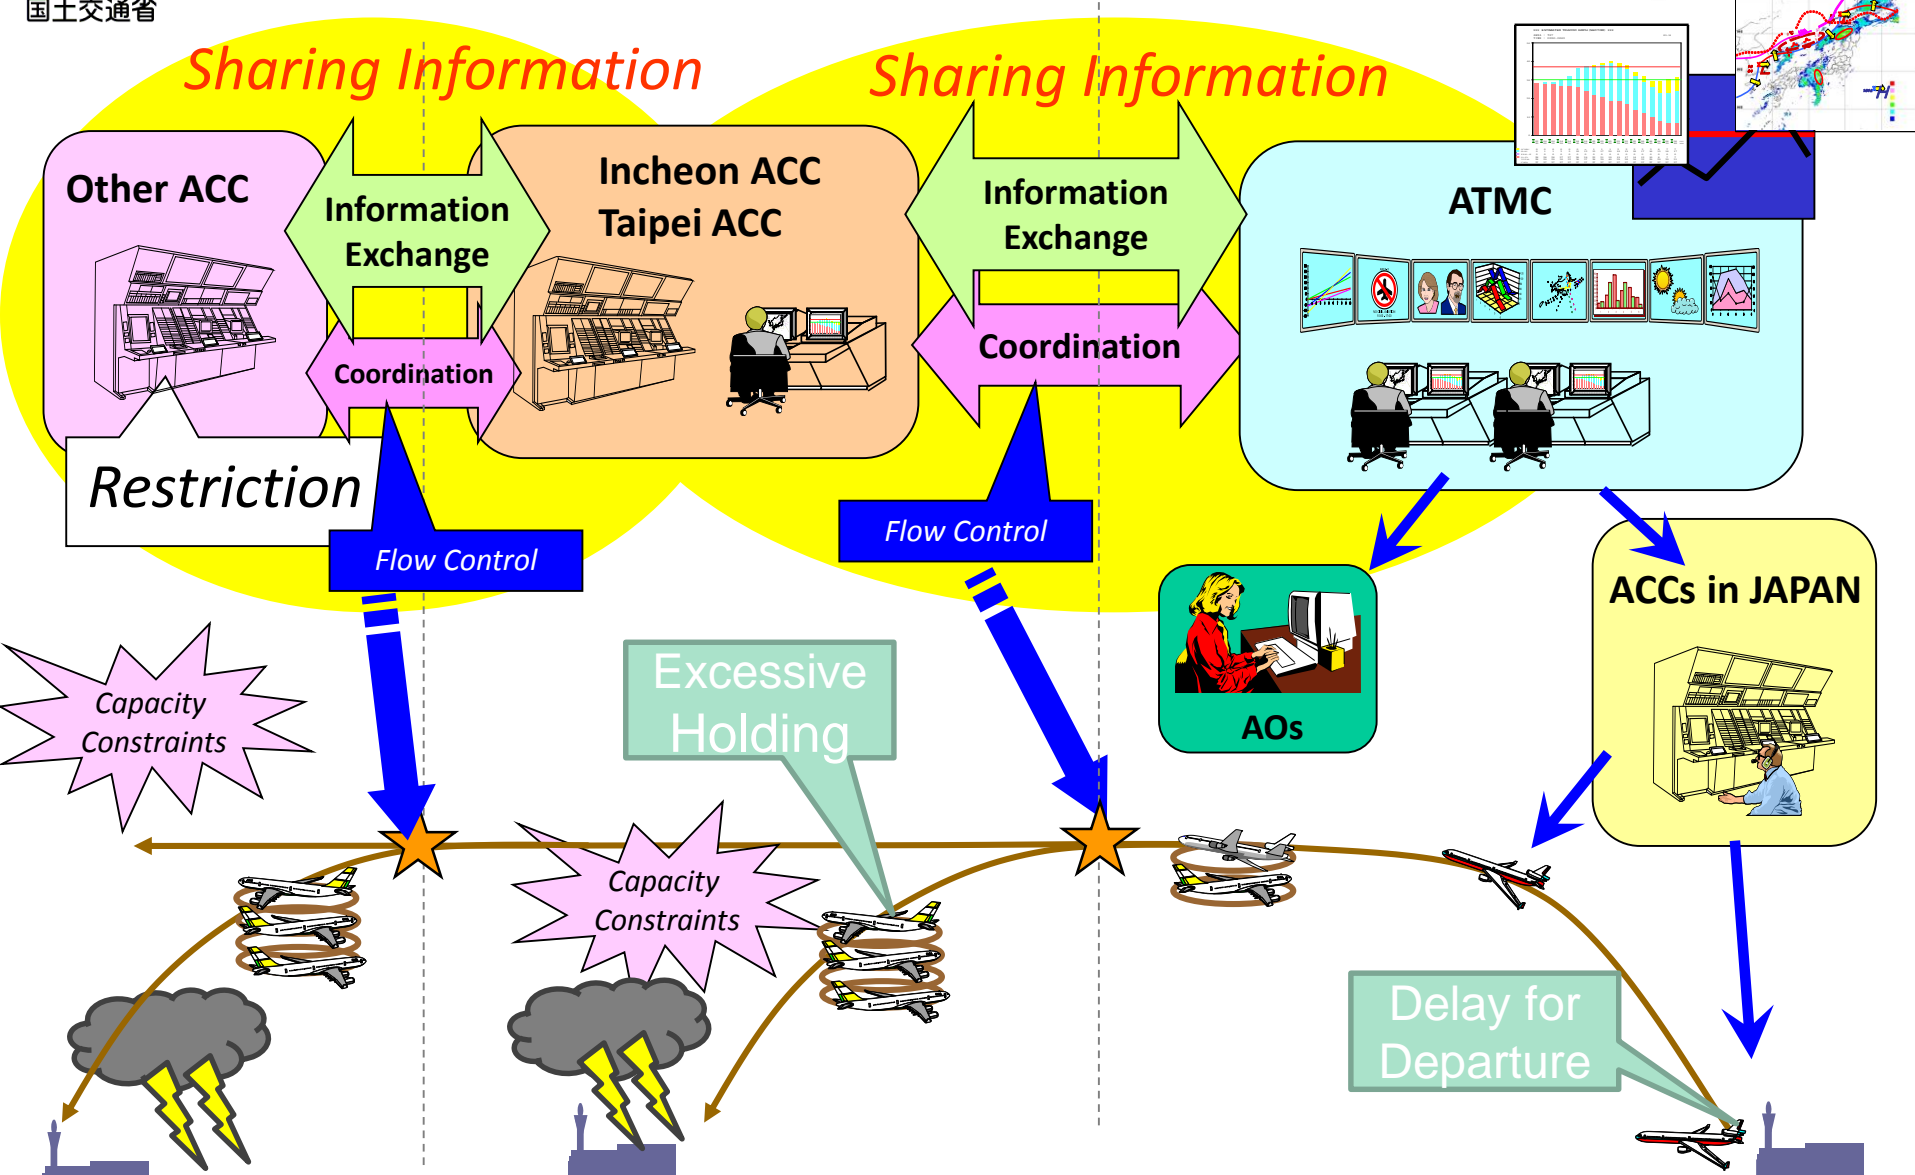 国土交通省
Sharing Information
Sharing Information
Other ACC
Information
Exchange
Coordination
Incheon ACC
Taipei ACC
Information
Exchange
Coordination
ATMC
Restriction
Flow Control
Flow Control
ACCs in JAPAN
AOs
Capacity
Constraints
Excessive
Holding
Capacity
Constraints
Delay for
Departure